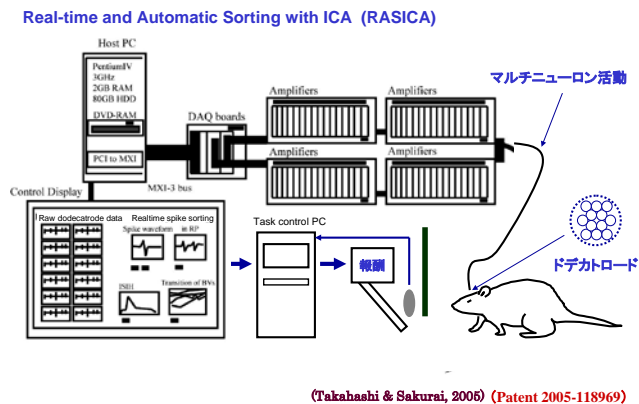 Real-time and Automatic Sorting with ICA (RASICA)
Host PC
PentiumIV
3GHz
2GB RAM
80GB HDD
DVD-RAM
PCI to MXI
DAQ boards
MXI-3 bus
Amplifiers
Amplifiers
Amplifiers
Amplifiers
マルチニューロン活動
ドデカトロード
Control Display
Raw dodecatrode data
Realtime spike sorting
Spike waveform
in RP
ISIH
Transition of BVs
Task control PC
報酬
(Takahashi & Sakurai, 2005) (Patent 2005-118969)